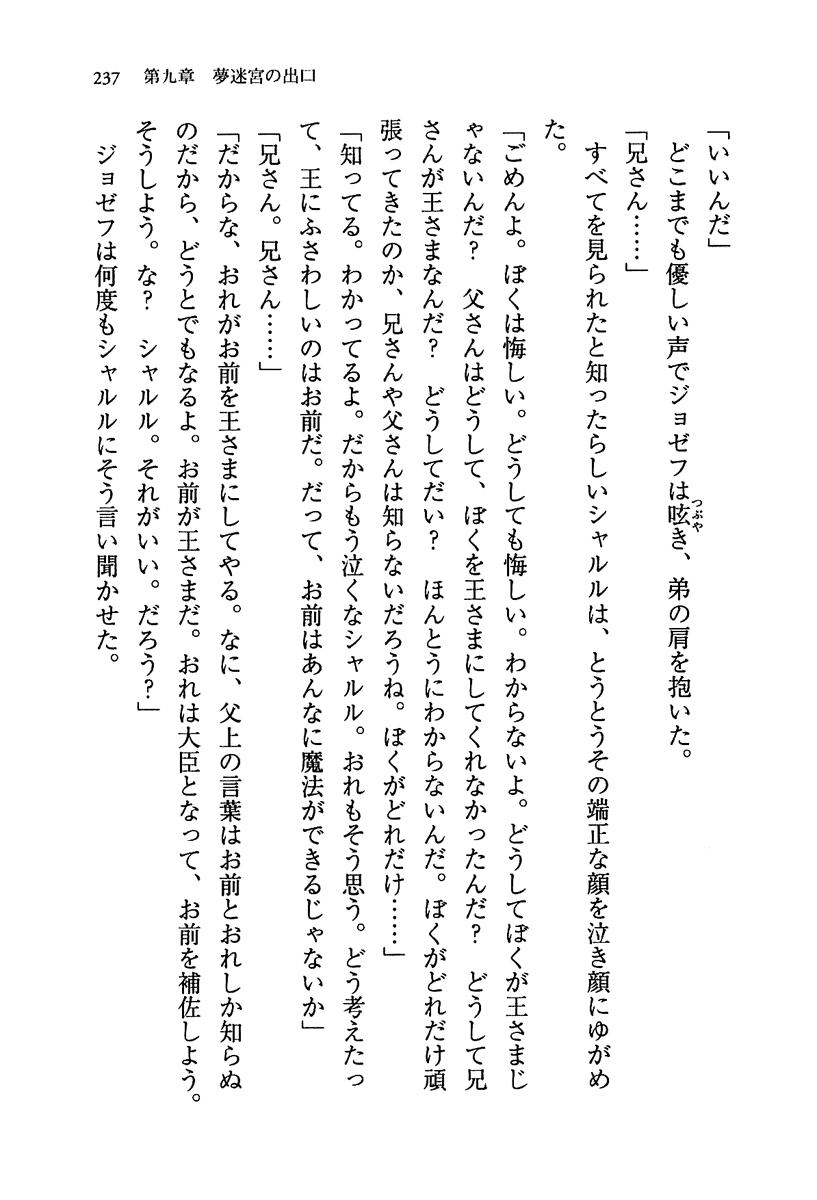 237　第九章　夢迷宮の出口
「いいんだ」
　どこまでも優しい声でジョゼフは呟き、弟の肩を抱いた。
つぶや
「兄さん……」
　すべてを見られたと知ったらしいシャルルは、とうとうその端正な顔を泣き顔にゆがめ
た。
「ごめんよ。ぼくは悔しい。どうしても悔しい。わからないよ。どうしてぼくが王さまじ
ゃないんだ？　父さんはどうして、ぼくを王さまにしてくれなかったんだ？　どうして兄
さんが王さまなんだ？　どうしてだい？　ほんとうにわからないんだ。ぼくがどれだけ頑
張ってきたのか、兄さんや父さんは知らないだろうね。ぼくがどれだけ……」
「知ってる。わかってるよ。だからもう泣くなシャルル。おれもそう思う。どう考えたっ
て、王にふさわしいのはお前だ。だって、お前はあんなに魔法ができるじゃないか」
「兄さん。兄さん……」
「だからな、おれがお前を王さまにしてやる。なに、父上の言葉はお前とおれしか知らぬ
のだから、どうとでもなるよ。お前が王さまだ。おれは大臣となって、お前を補佐しよう。
そうしよう。な？　シャルル。それがいい。だろう？」
　ジョゼフは何度もシャルルにそう言い聞かせた。